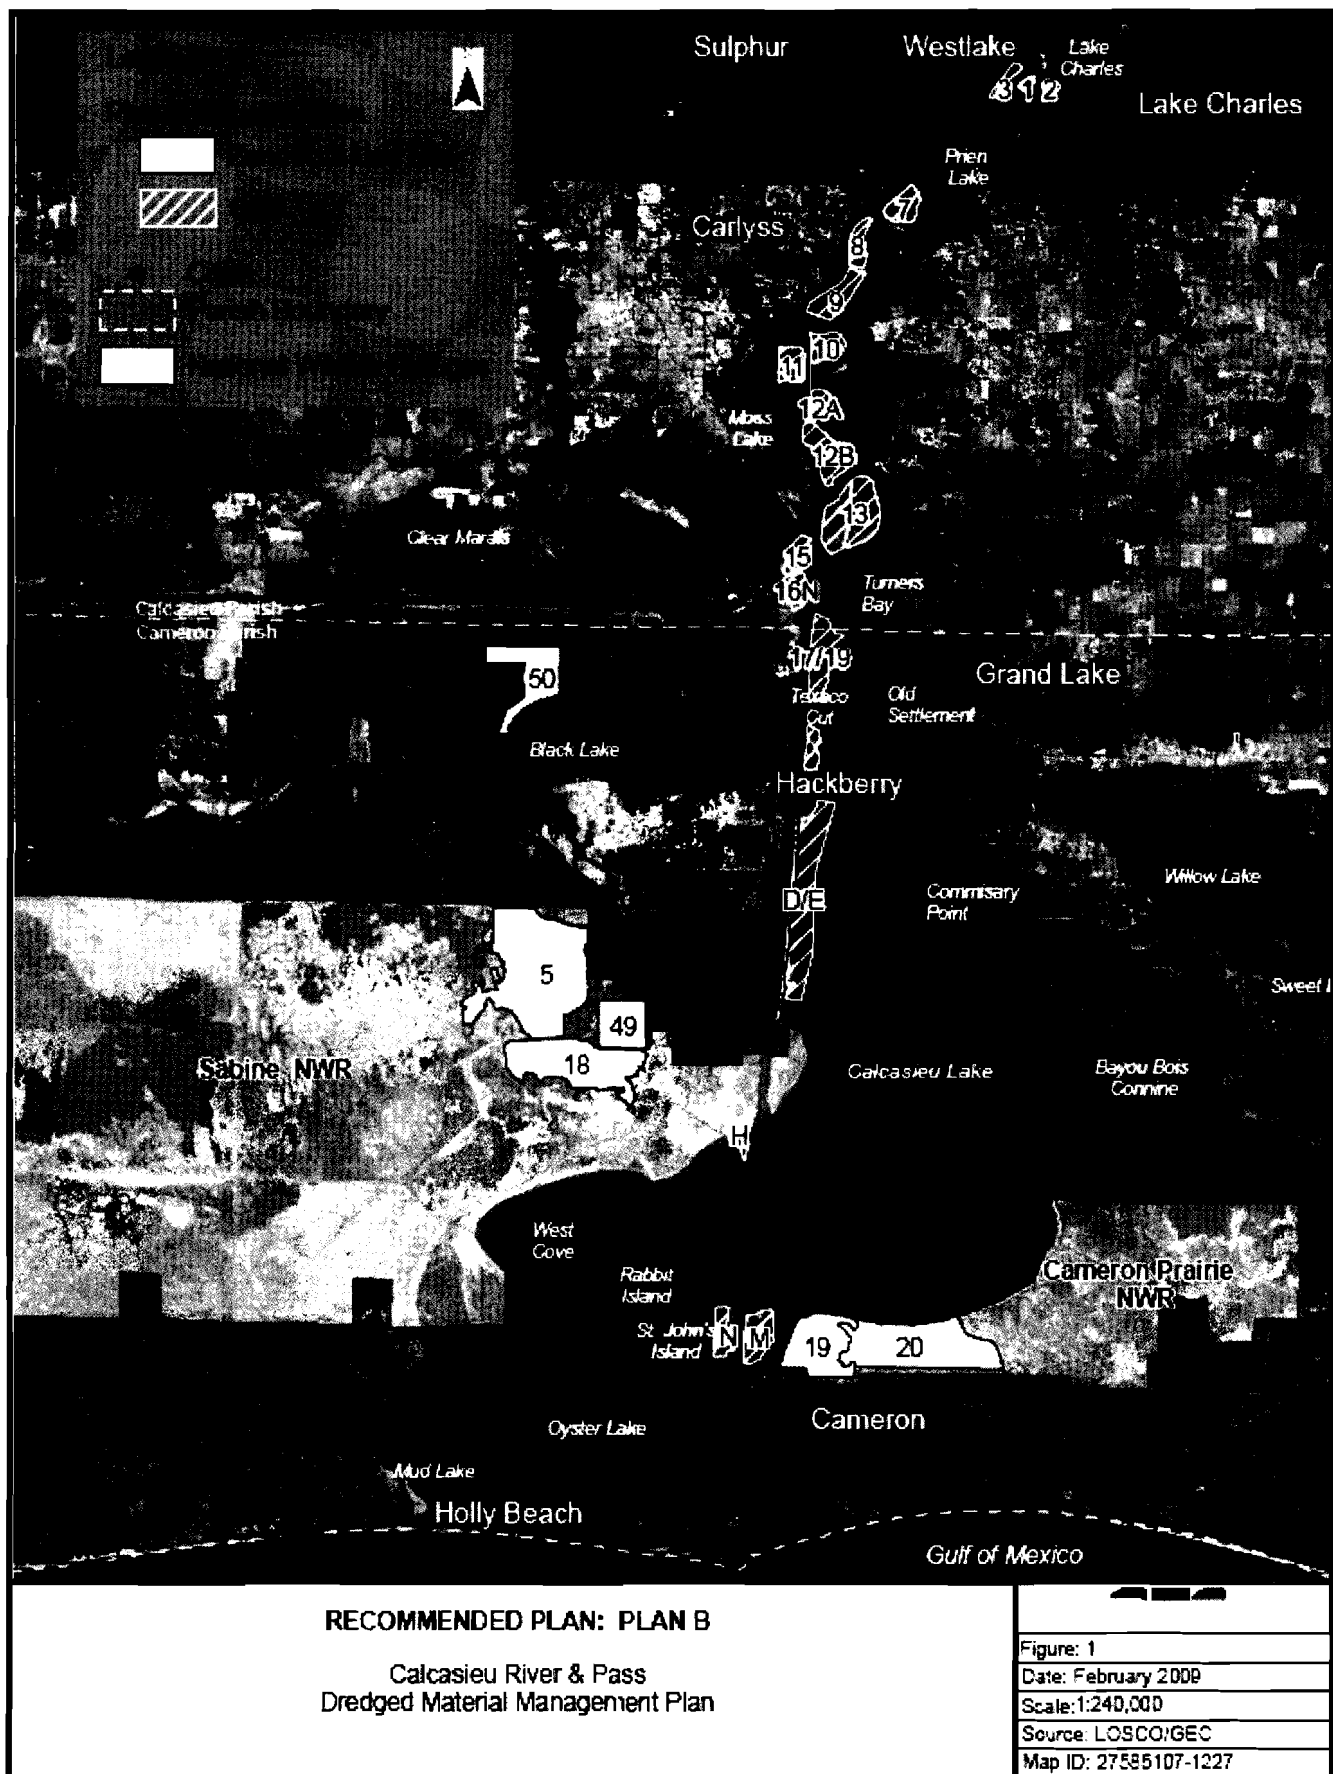 Sulphur
Westlake
Lake
Charles
3 1 2
Lake Charles
Prien
Lake
7
Carlyss
8
9
10
11
12A
Moss
Lake
12B
13
Clear Marais
15
16N
Turners
Bay
Calcasieu Parish
Cameron Parish
17/19
50
Grand Lake
Texaco
Cut
Old
Settlement
Black Lake
Hackberry
Willow Lake
D/E
Commisary
Point
5
Sweet
49
18
Sabine NWR
Calcasieu Lake
Bayou Bois
Connine
H
West
Cove
Rabbit
Island
Cameron Prairie
NWR
St. John's
Island
N
M
19
20
Cameron
Oyster Lake
Mud Lake
Holly Beach
Gulf of Mexico
RECOMMENDED PLAN: PLAN B
Calcasieu River & Pass
Dredged Material Management Plan
Figure: 1
Date: February 2009
Scale:1:240,000
Source: LOSCO/GEC
Map ID: 27585107-1227